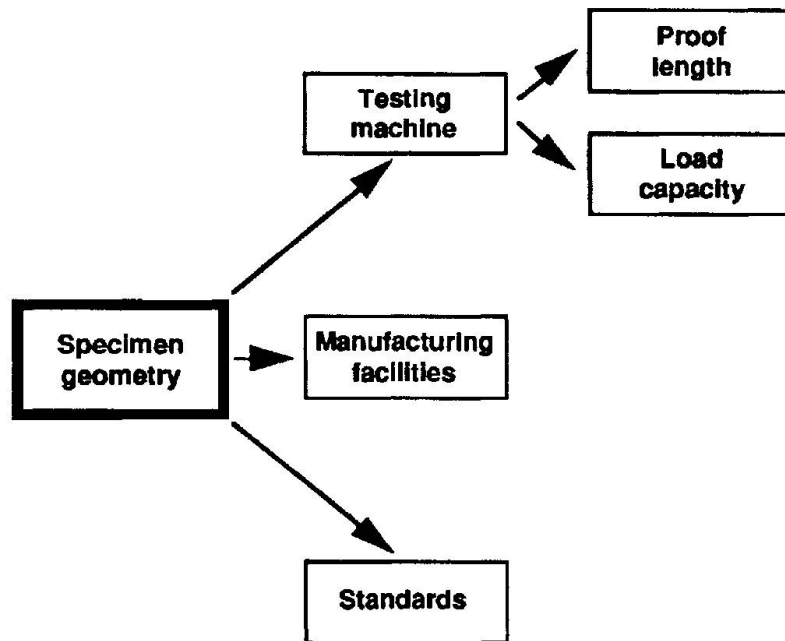 Proof
length
Testing
machine
Load
capacity
Specimen
geometry
Manufacturing
facilities
Standards